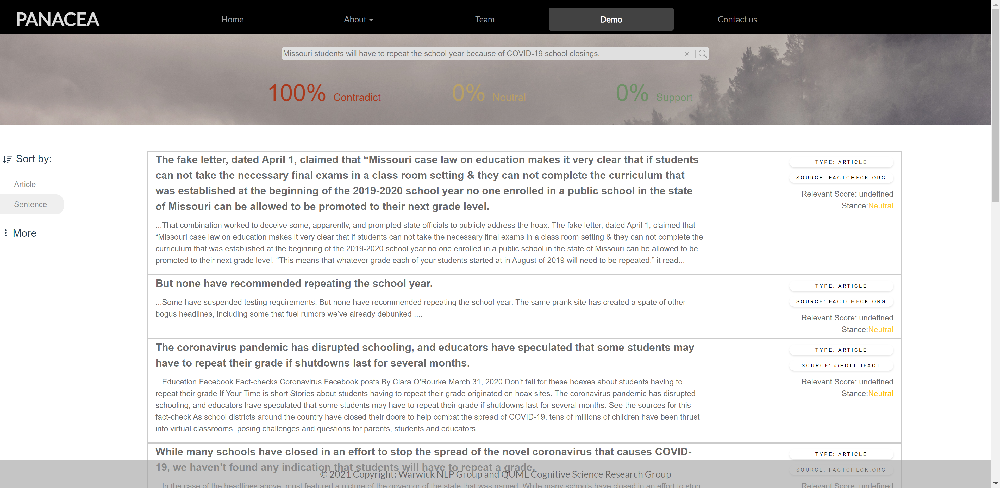 PANACEA
Home
About
Team
Demo
Contact us
Missouri students will have to repeat the school year because of COVID-19 school closings.
100% Contradict
0% Neutral
0% Support
Sort by:
Article
Sentence
More
The fake letter, dated April 1, claimed that “Missouri case law on education makes it very clear that if students
can not take the necessary final exams in a class room setting & they can not complete the curriculum that
was established at the beginning of the 2019-2020 school year no one enrolled in a public school in the state
of Missouri can be allowed to be promoted to their next grade level.
...That combination worked to deceive some, apparently, and prompted state officials to publicly address the hoax. The fake letter, dated April 1, claimed that
“Missouri case law on education makes it very clear that if students can not take the necessary final exams in a class room setting & they can not complete the
curriculum that was established at the beginning of the 2019-2020 school year no one enrolled in a public school in the state of Missouri can be allowed to be
promoted to their next grade level. “This means that whatever grade each of your students started at in August of 2019 will need to be repeated,” it read...
TYPE: ARTICLE
SOURCE: FACTCHECK.ORG
Relevant Score: undefined
Stance:Neutral
But none have recommended repeating the school year.
...Some have suspended testing requirements. But none have recommended repeating the school year. The same prank site has created a spate of other
bogus headlines, including some that fuel rumors we’ve already debunked ....
TYPE: ARTICLE
SOURCE: FACTCHECK.ORG
Relevant Score: undefined
Stance:Neutral
The coronavirus pandemic has disrupted schooling, and educators have speculated that some students may
have to repeat their grade if shutdowns last for several months.
...Education Facebook Fact-checks Coronavirus Facebook posts By Ciara O'Rourke March 31, 2020 Don’t fall for these hoaxes about students having to
repeat their grade If Your Time is short Stories about students having to repeat their grade originated on hoax sites. The coronavirus pandemic has disrupted
schooling, and educators have speculated that some students may have to repeat their grade if shutdowns last for several months. See the sources for this
fact-check As school districts around the country have closed their doors to help combat the spread of COVID-19, tens of millions of children have been thrust
into virtual classrooms, posing challenges and questions for parents, students and educators...
TYPE: ARTICLE
SOURCE: @POLITIFACT
Relevant Score: undefined
Stance:Neutral
While many schools have closed in an effort to stop the spread of the novel coronavirus that causes COVID-
19, we haven’t found any indication that students will have to repeat a grade.
...In the case of the headlines above, most featured a picture of the governor of the state that was named. While many schools have closed in an effort to stop
TYPE: ARTICLE
SOURCE: FACTCHECK.ORG
Relevant Score: undefined
© 2021 Copyright: Warwick NLP Group and QUML Cognitive Science Research Group